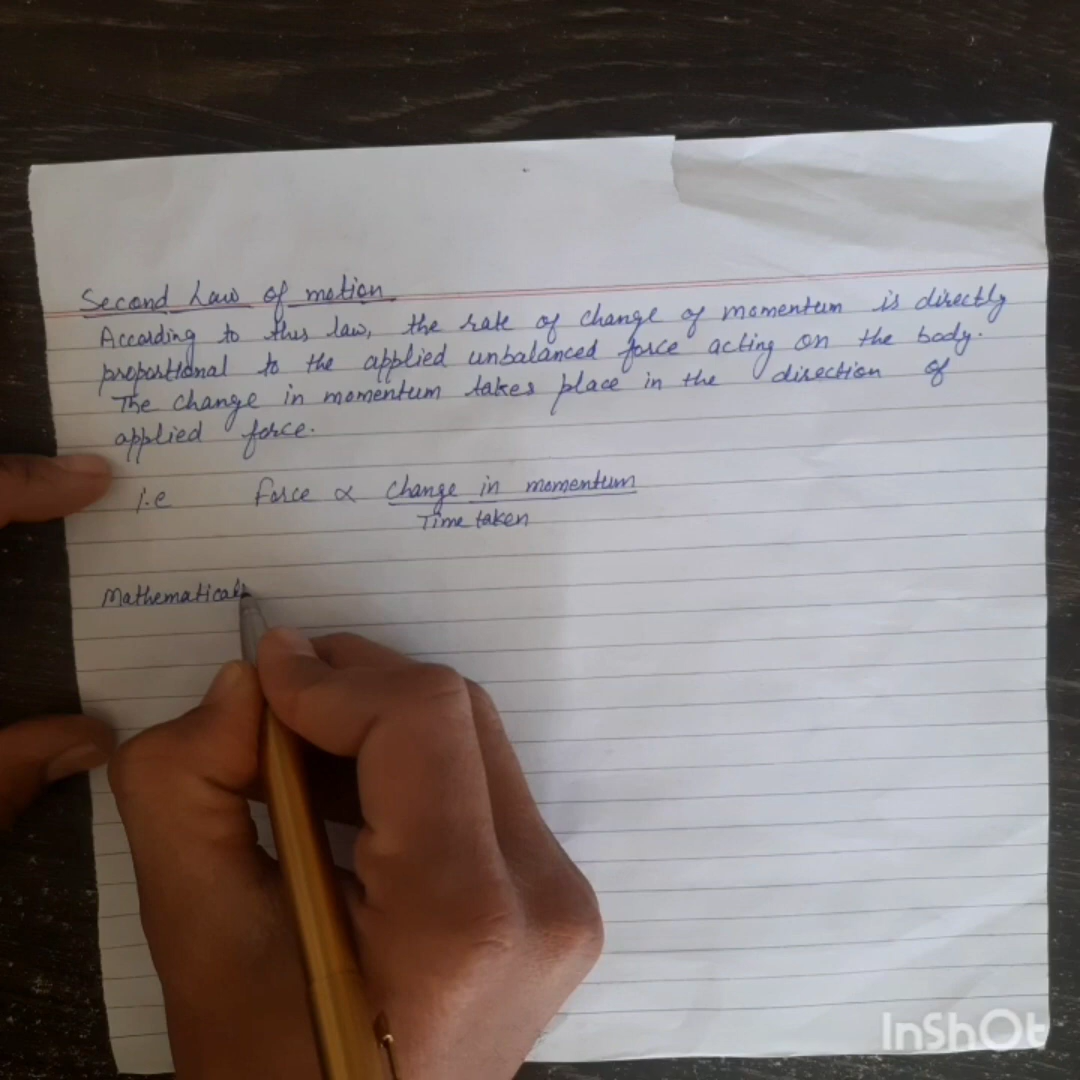 Second Law of motion
According to this law, the rate of change of momentum is directly
proportional to the applied unbalanced force acting on the body.
The change in momentum takes place in the direction of
applied force.
i.e Force ∝ Change in momentum
Time taken
Mathematical
InShOt